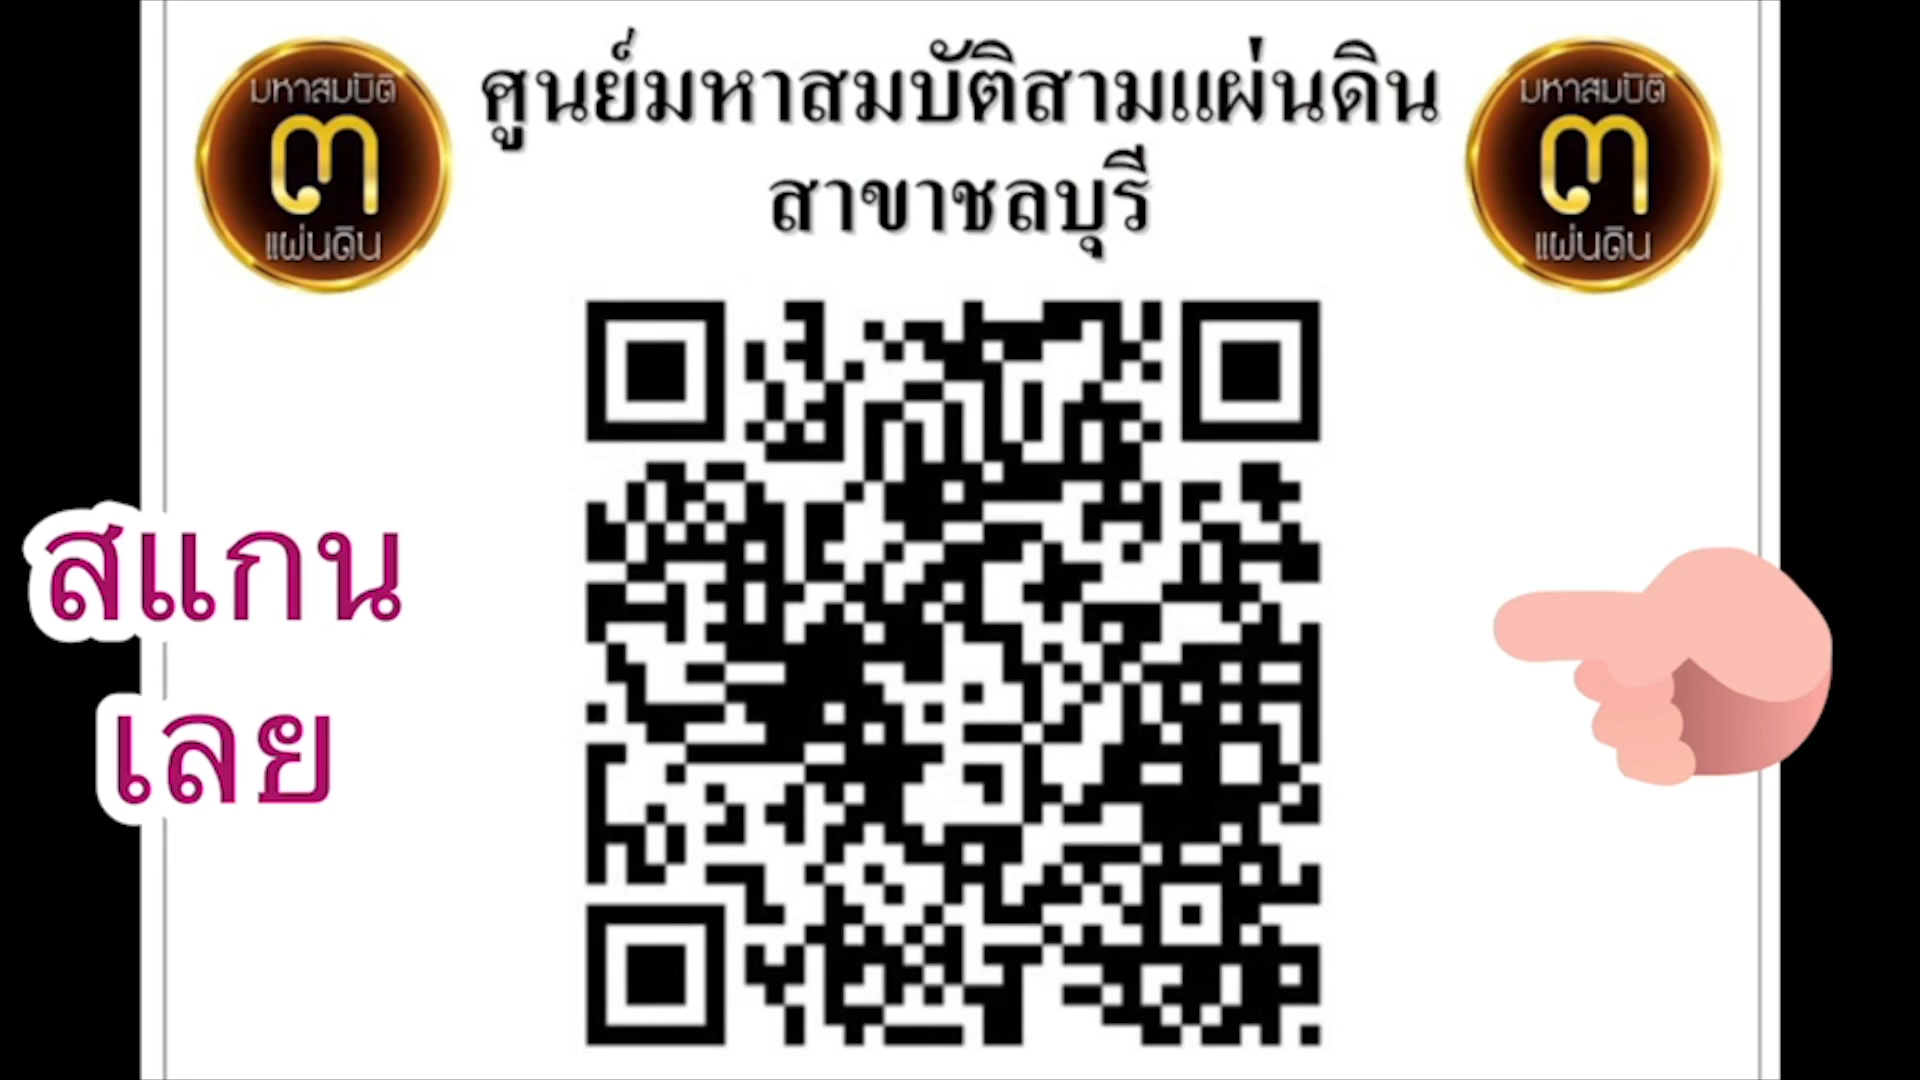 ศูนย์มหาสมบัติสามแผ่นดิน
สาขาชลบุรี
มหาสมบัติ
๓
แผ่นดิน
มหาสมบัติ
๓
แผ่นดิน
สแกน
เลย